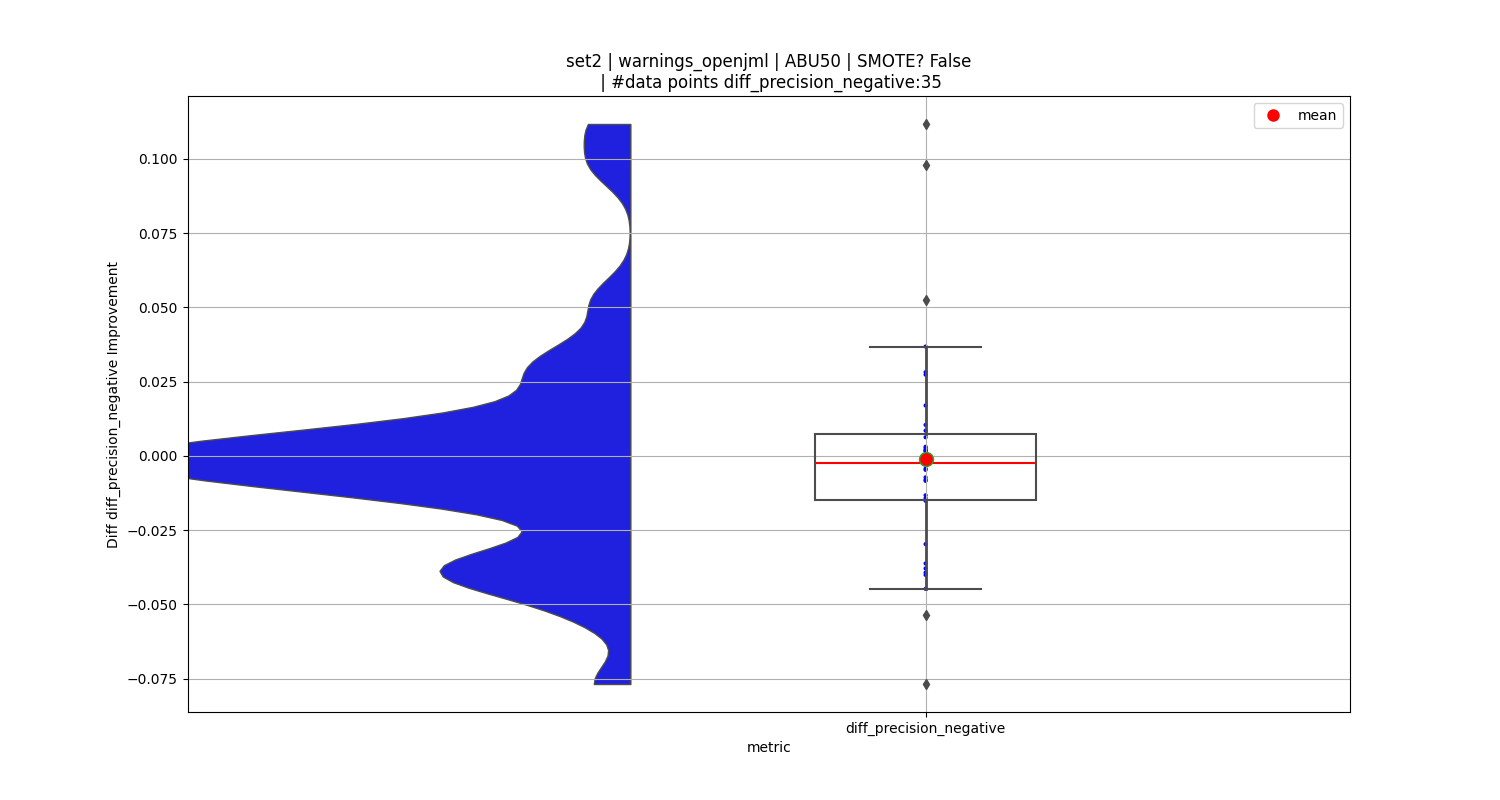 set2 | warnings_openjml | ABU50 | SMOTE? False
| #data points diff_precision_negative:35
mean
0.100
0.075
0.050
0.025
0.000
−0.025
−0.050
−0.075
Diff diff_precision_negative Improvement
diff_precision_negative
metric